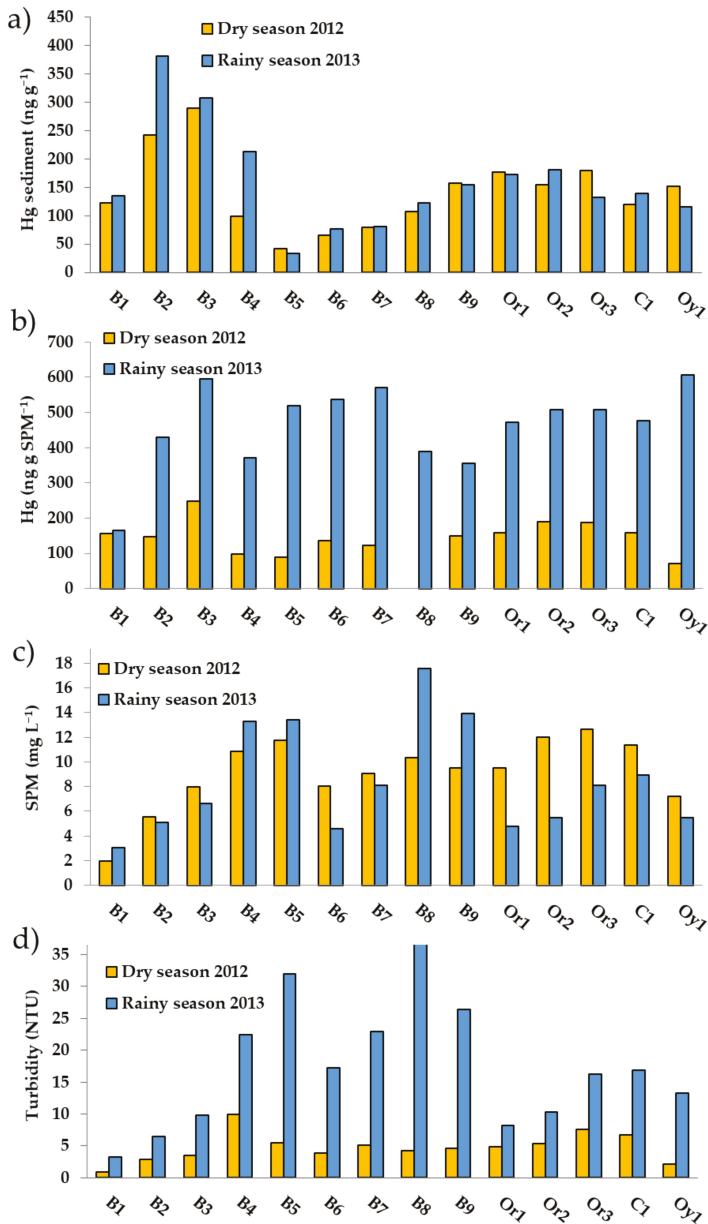 a)
Hg sediment (ng g⁻¹)
450
400
350
300
250
200
150
100
50
0
Dry season 2012
Rainy season 2013
B1 B2 B3 B4 B5 B6 B7 B8 B9 Or1 Or2 Or3 C1 Oy1
b)
Hg (ng g SPM⁻¹)
700
600
500
400
300
200
100
0
Dry season 2012
Rainy season 2013
B1 B2 B3 B4 B5 B6 B7 B8 B9 Or1 Or2 Or3 C1 Oy1
c)
SPM (mg L⁻¹)
18
16
14
12
10
8
6
4
2
0
Dry season 2012
Rainy season 2013
B1 B2 B3 B4 B5 B6 B7 B8 B9 Or1 Or2 Or3 C1 Oy1
d)
Turbidity (NTU)
35
30
25
20
15
10
5
0
Dry season 2012
Rainy season 2013
B1 B2 B3 B4 B5 B6 B7 B8 B9 Or1 Or2 Or3 C1 Oy1